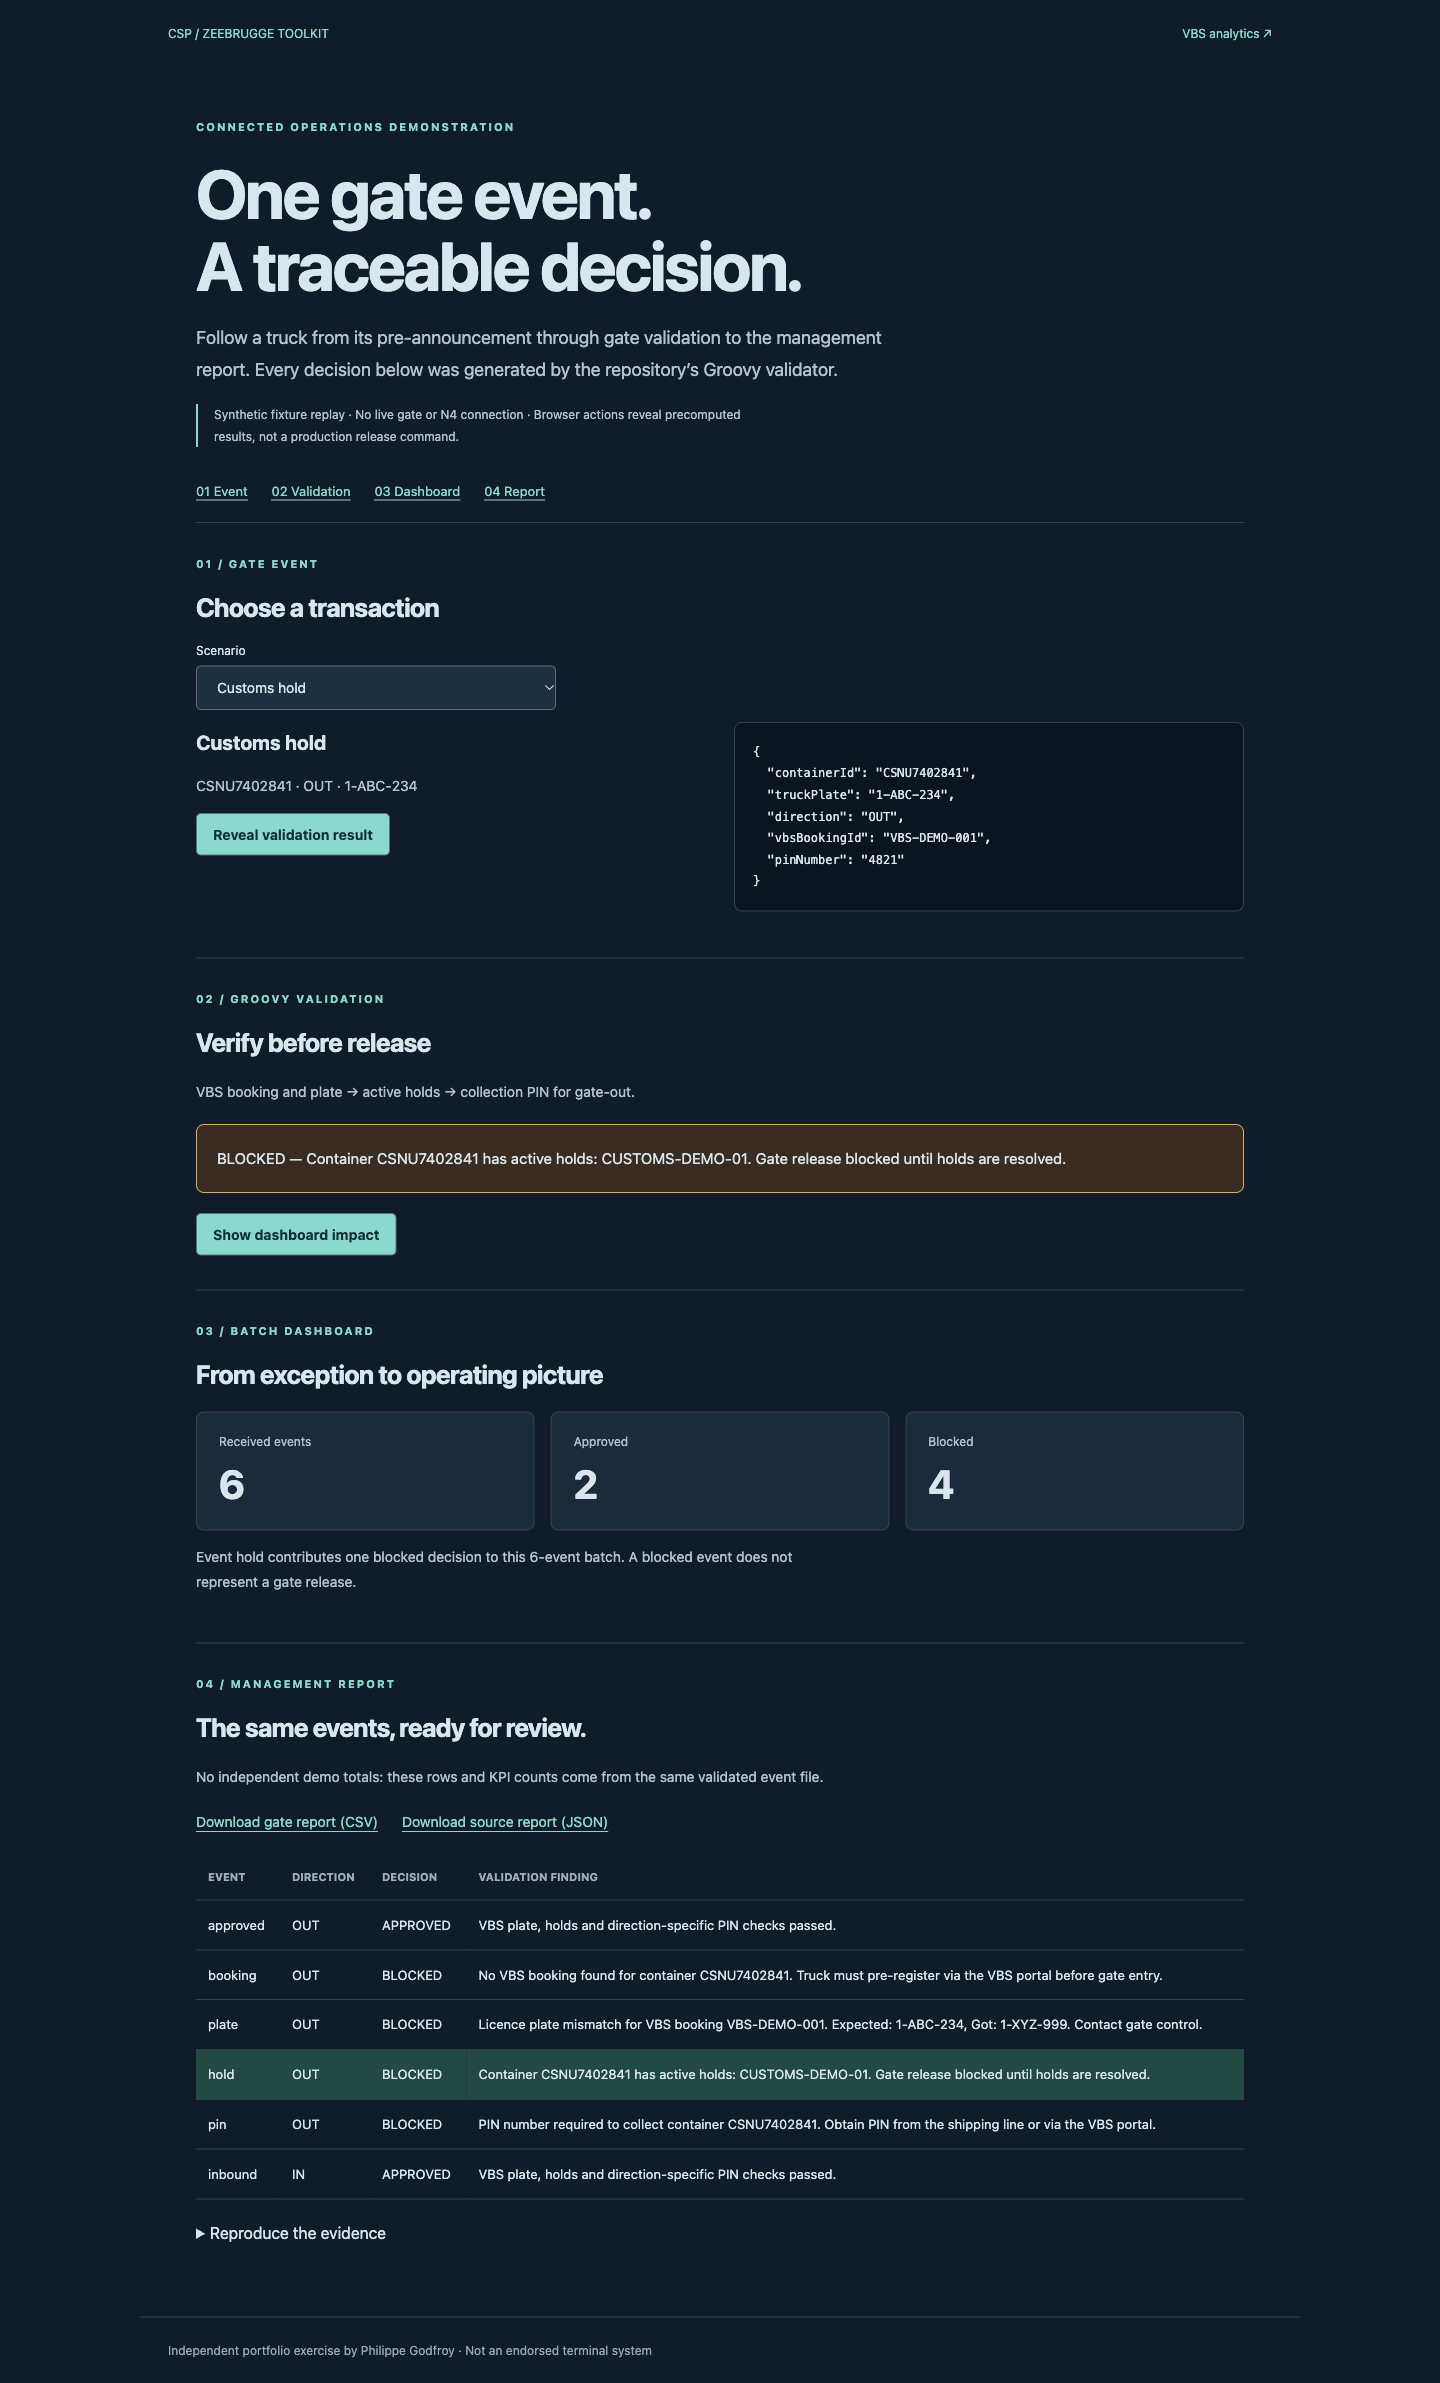 CSP / ZEEBRUGGE TOOLKIT
VBS analytics ↗
CONNECTED OPERATIONS DEMONSTRATION
One gate event.
A traceable decision.
Follow a truck from its pre-announcement through gate validation to the management
report. Every decision below was generated by the repository’s Groovy validator.
Synthetic fixture replay · No live gate or N4 connection · Browser actions reveal precomputed
results, not a production release command.
01 Event 02 Validation 03 Dashboard 04 Report
01 / GATE EVENT
Choose a transaction
Scenario
Customs hold
Customs hold
CSNU7402841 · OUT · 1-ABC-234
Reveal validation result
{
"containerId": "CSNU7402841",
"truckPlate": "1-ABC-234",
"direction": "OUT",
"vbsBookingId": "VBS-DEMO-001",
"pinNumber": "4821"
}
02 / GROOVY VALIDATION
Verify before release
VBS booking and plate → active holds → collection PIN for gate-out.
BLOCKED — Container CSNU7402841 has active holds: CUSTOMS-DEMO-01. Gate release blocked until holds are resolved.
Show dashboard impact
03 / BATCH DASHBOARD
From exception to operating picture
Received events
6
Approved
2
Blocked
4
Event hold contributes one blocked decision to this 6-event batch. A blocked event does not
represent a gate release.
04 / MANAGEMENT REPORT
The same events, ready for review.
No independent demo totals: these rows and KPI counts come from the same validated event file.
Download gate report (CSV) Download source report (JSON)
EVENT DIRECTION DECISION VALIDATION FINDING
approved OUT APPROVED VBS plate, holds and direction-specific PIN checks passed.
booking OUT BLOCKED No VBS booking found for container CSNU7402841. Truck must pre-register via the VBS portal before gate entry.
plate OUT BLOCKED Licence plate mismatch for VBS booking VBS-DEMO-001. Expected: 1-ABC-234, Got: 1-XYZ-999. Contact gate control.
hold OUT BLOCKED Container CSNU7402841 has active holds: CUSTOMS-DEMO-01. Gate release blocked until holds are resolved.
pin OUT BLOCKED PIN number required to collect container CSNU7402841. Obtain PIN from the shipping line or via the VBS portal.
inbound IN APPROVED VBS plate, holds and direction-specific PIN checks passed.
Reproduce the evidence
Independent portfolio exercise by Philippe Godfroy · Not an endorsed terminal system